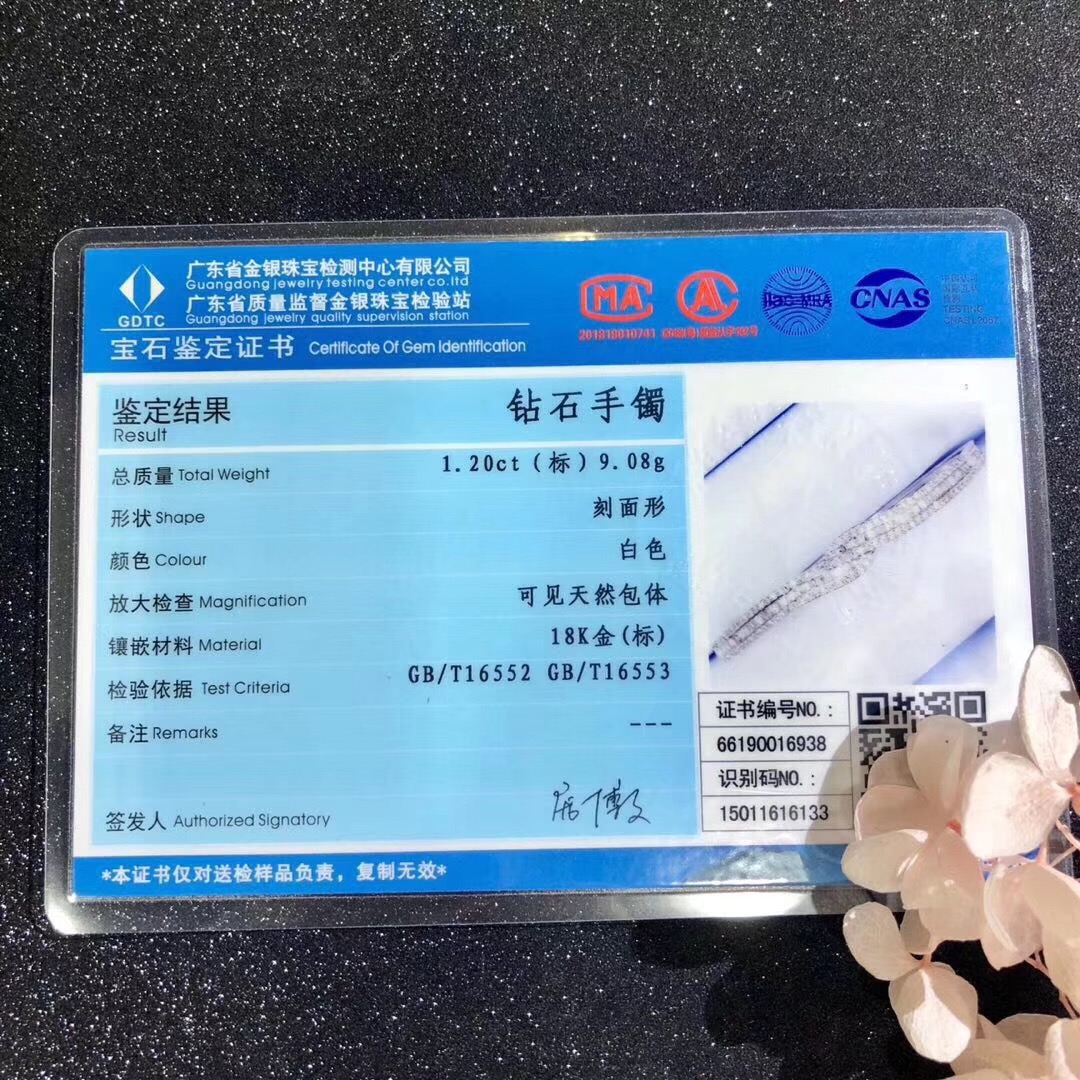 广东省金银珠宝检测中心有限公司
Guangdong jewelry testing center co.ltd
广东省质量监督金银珠宝检验站
Guangdong jewelry quality supervision station
GDTC
宝石鉴定证书 Certificate Of Gem Identification
MA
201819010741
AL
ilac-MRA
CNAS
TESTING
鉴定结果 钻石手镯
Result
总质量 Total Weight 1.20ct(标)9.08g
形状 Shape 刻面形
颜色 Colour 白色
放大检查 Magnification 可见天然包体
镶嵌材料 Material 18K金(标)
检验依据 Test Criteria GB/T16552 GB/T16553
备注 Remarks ---
签发人 Authorized Signatory
证书编号NO.:
66190016938
识别码NO.:
15011616133
*本证书仅对送检样品负责，复制无效*